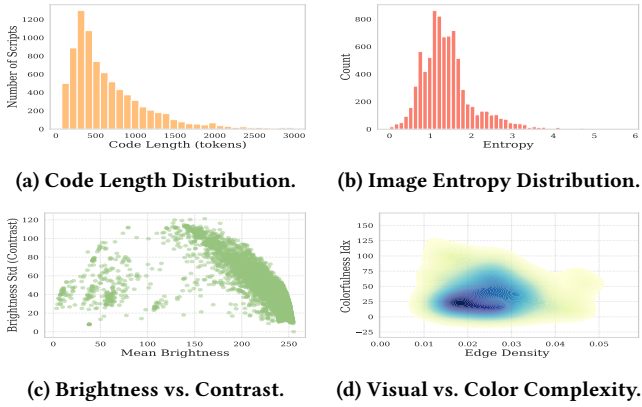 1200
1000
800
600
400
200
0
Number of Scripts
0 500 1000 1500 2000 2500 3000
Code Length (tokens)
(a) Code Length Distribution.
800
600
400
200
0
Count
0 1 2 3 4 5 6
Entropy
(b) Image Entropy Distribution.
120
100
80
60
40
20
0
Brightness Std (Contrast)
0 50 100 150 200 250
Mean Brightness
(c) Brightness vs. Contrast.
150
125
100
75
50
25
0
−25
Colorfulness Idx
0.00 0.01 0.02 0.03 0.04 0.05
Edge Density
(d) Visual vs. Color Complexity.